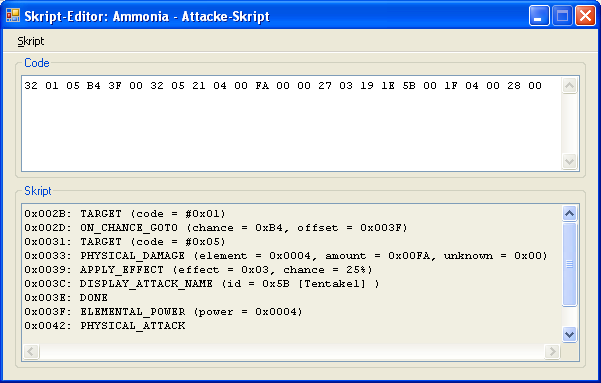 Skript-Editor: Ammonia - Attacke-Skript
Skript
Code
32 01 05 B4 3F 00 32 05 21 04 00 FA 00 00 27 03 19 1E 5B 00 1F 04 00 28 00
Skript
0x002B: TARGET (code = #0x01)
0x002D: ON_CHANCE_GOTO (chance = 0xB4, offset = 0x003F)
0x0031: TARGET (code = #0x05)
0x0033: PHYSICAL_DAMAGE (element = 0x0004, amount = 0x00FA, unknown = 0x00)
0x0039: APPLY_EFFECT (effect = 0x03, chance = 25%)
0x003C: DISPLAY_ATTACK_NAME (id = 0x5B [Tentakel] )
0x003E: DONE
0x003F: ELEMENTAL_POWER (power = 0x0004)
0x0042: PHYSICAL_ATTACK